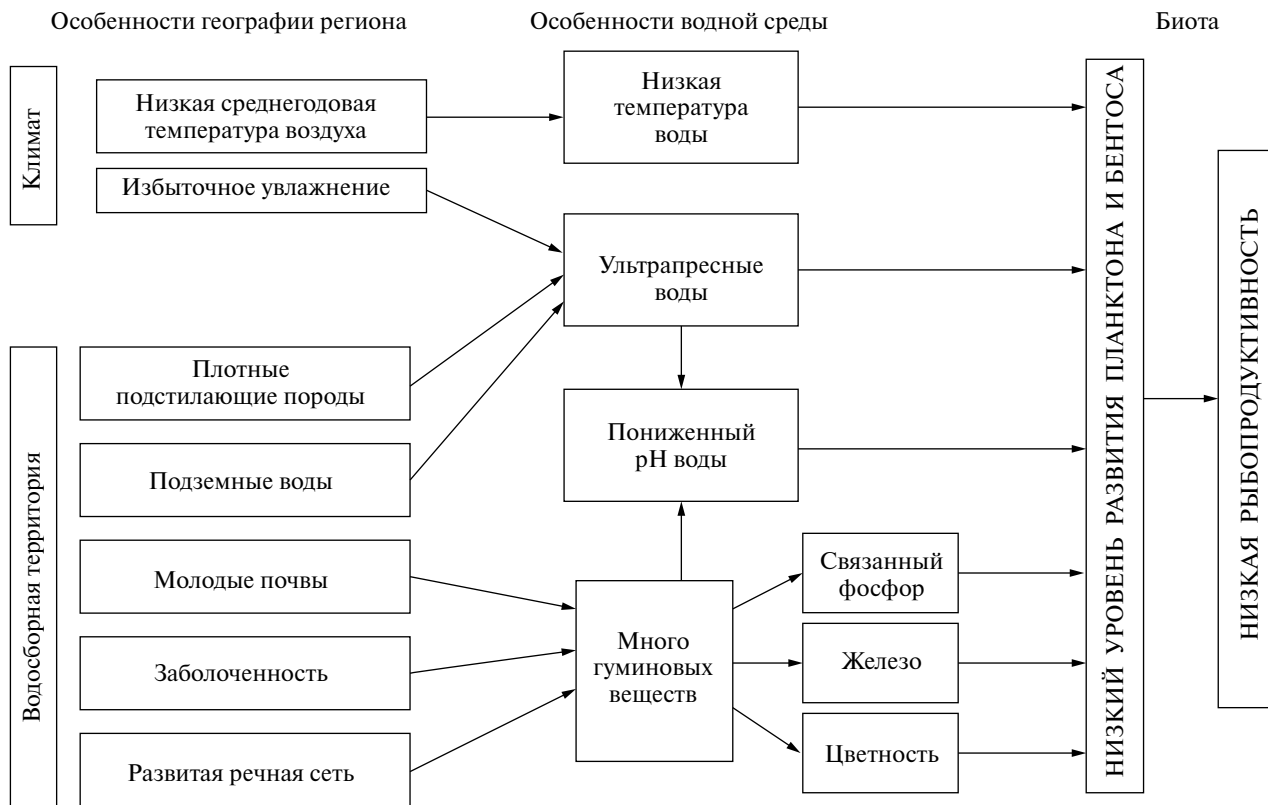 Особенности географии региона
Особенности водной среды
Биота
Климат
Низкая среднегодовая
температура воздуха
Избыточное увлажнение
Низкая
температура
воды
Ультрапресные
воды
Водосборная территория
Плотные
подстилающие породы
Подземные воды
Молодые почвы
Заболоченность
Развитая речная сеть
Пониженный
pH воды
Много
гуминовых
веществ
Связанный
фосфор
Железо
Цветность
НИЗКИЙ УРОВЕНЬ РАЗВИТИЯ ПЛАНКТОНА И БЕНТОСА
НИЗКАЯ РЫБОПРОДУКТИВНОСТЬ